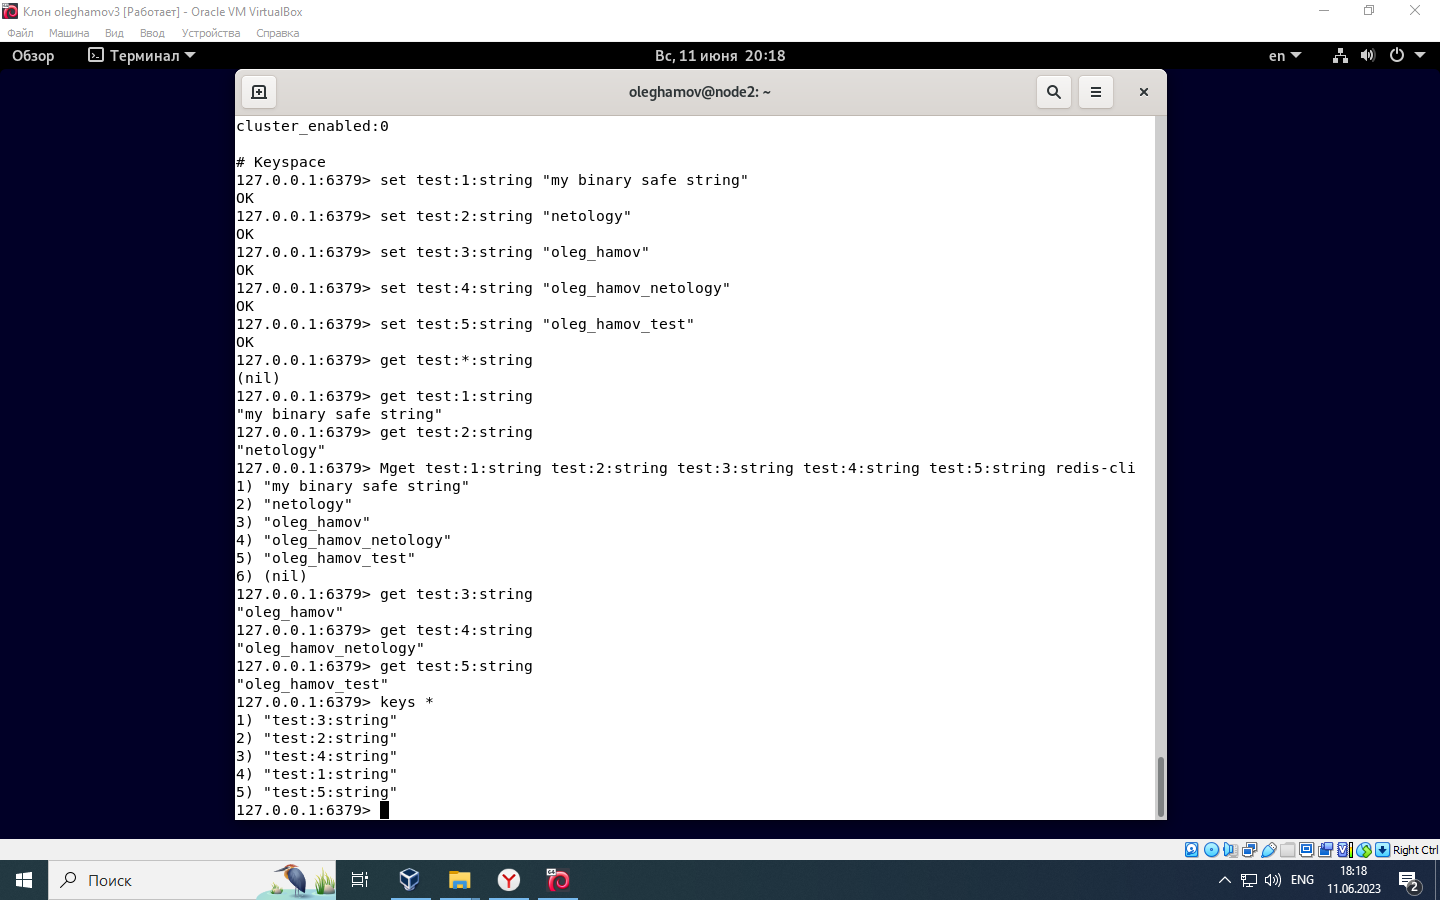 Клон oleghamov3 [Работает] - Oracle VM VirtualBox
Файл Машина Вид Ввод Устройства Справка
Обзор Терминал Вс, 11 июня 20:18 en
oleghamov@node2: ~
cluster_enabled:0
# Keyspace
127.0.0.1:6379> set test:1:string "my binary safe string"
OK
127.0.0.1:6379> set test:2:string "netology"
OK
127.0.0.1:6379> set test:3:string "oleg_hamov"
OK
127.0.0.1:6379> set test:4:string "oleg_hamov_netology"
OK
127.0.0.1:6379> set test:5:string "oleg_hamov_test"
OK
127.0.0.1:6379> get test:*:string
(nil)
127.0.0.1:6379> get test:1:string
"my binary safe string"
127.0.0.1:6379> get test:2:string
"netology"
127.0.0.1:6379> Mget test:1:string test:2:string test:3:string test:4:string test:5:string redis-cli
1) "my binary safe string"
2) "netology"
3) "oleg_hamov"
4) "oleg_hamov_netology"
5) "oleg_hamov_test"
6) (nil)
127.0.0.1:6379> get test:3:string
"oleg_hamov"
127.0.0.1:6379> get test:4:string
"oleg_hamov_netology"
127.0.0.1:6379> get test:5:string
"oleg_hamov_test"
127.0.0.1:6379> keys *
1) "test:3:string"
2) "test:2:string"
3) "test:4:string"
4) "test:1:string"
5) "test:5:string"
127.0.0.1:6379>
Right Ctrl
Поиск
ENG
18:18
11.06.2023
2